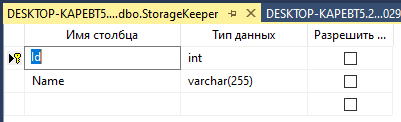 DESKTOP-KAPEBT5....dbo.StorageKeeper DESKTOP-KAPEBT5.2...029
Имя столбца Тип данных Разрешить ...
Id int
Name varchar(255)